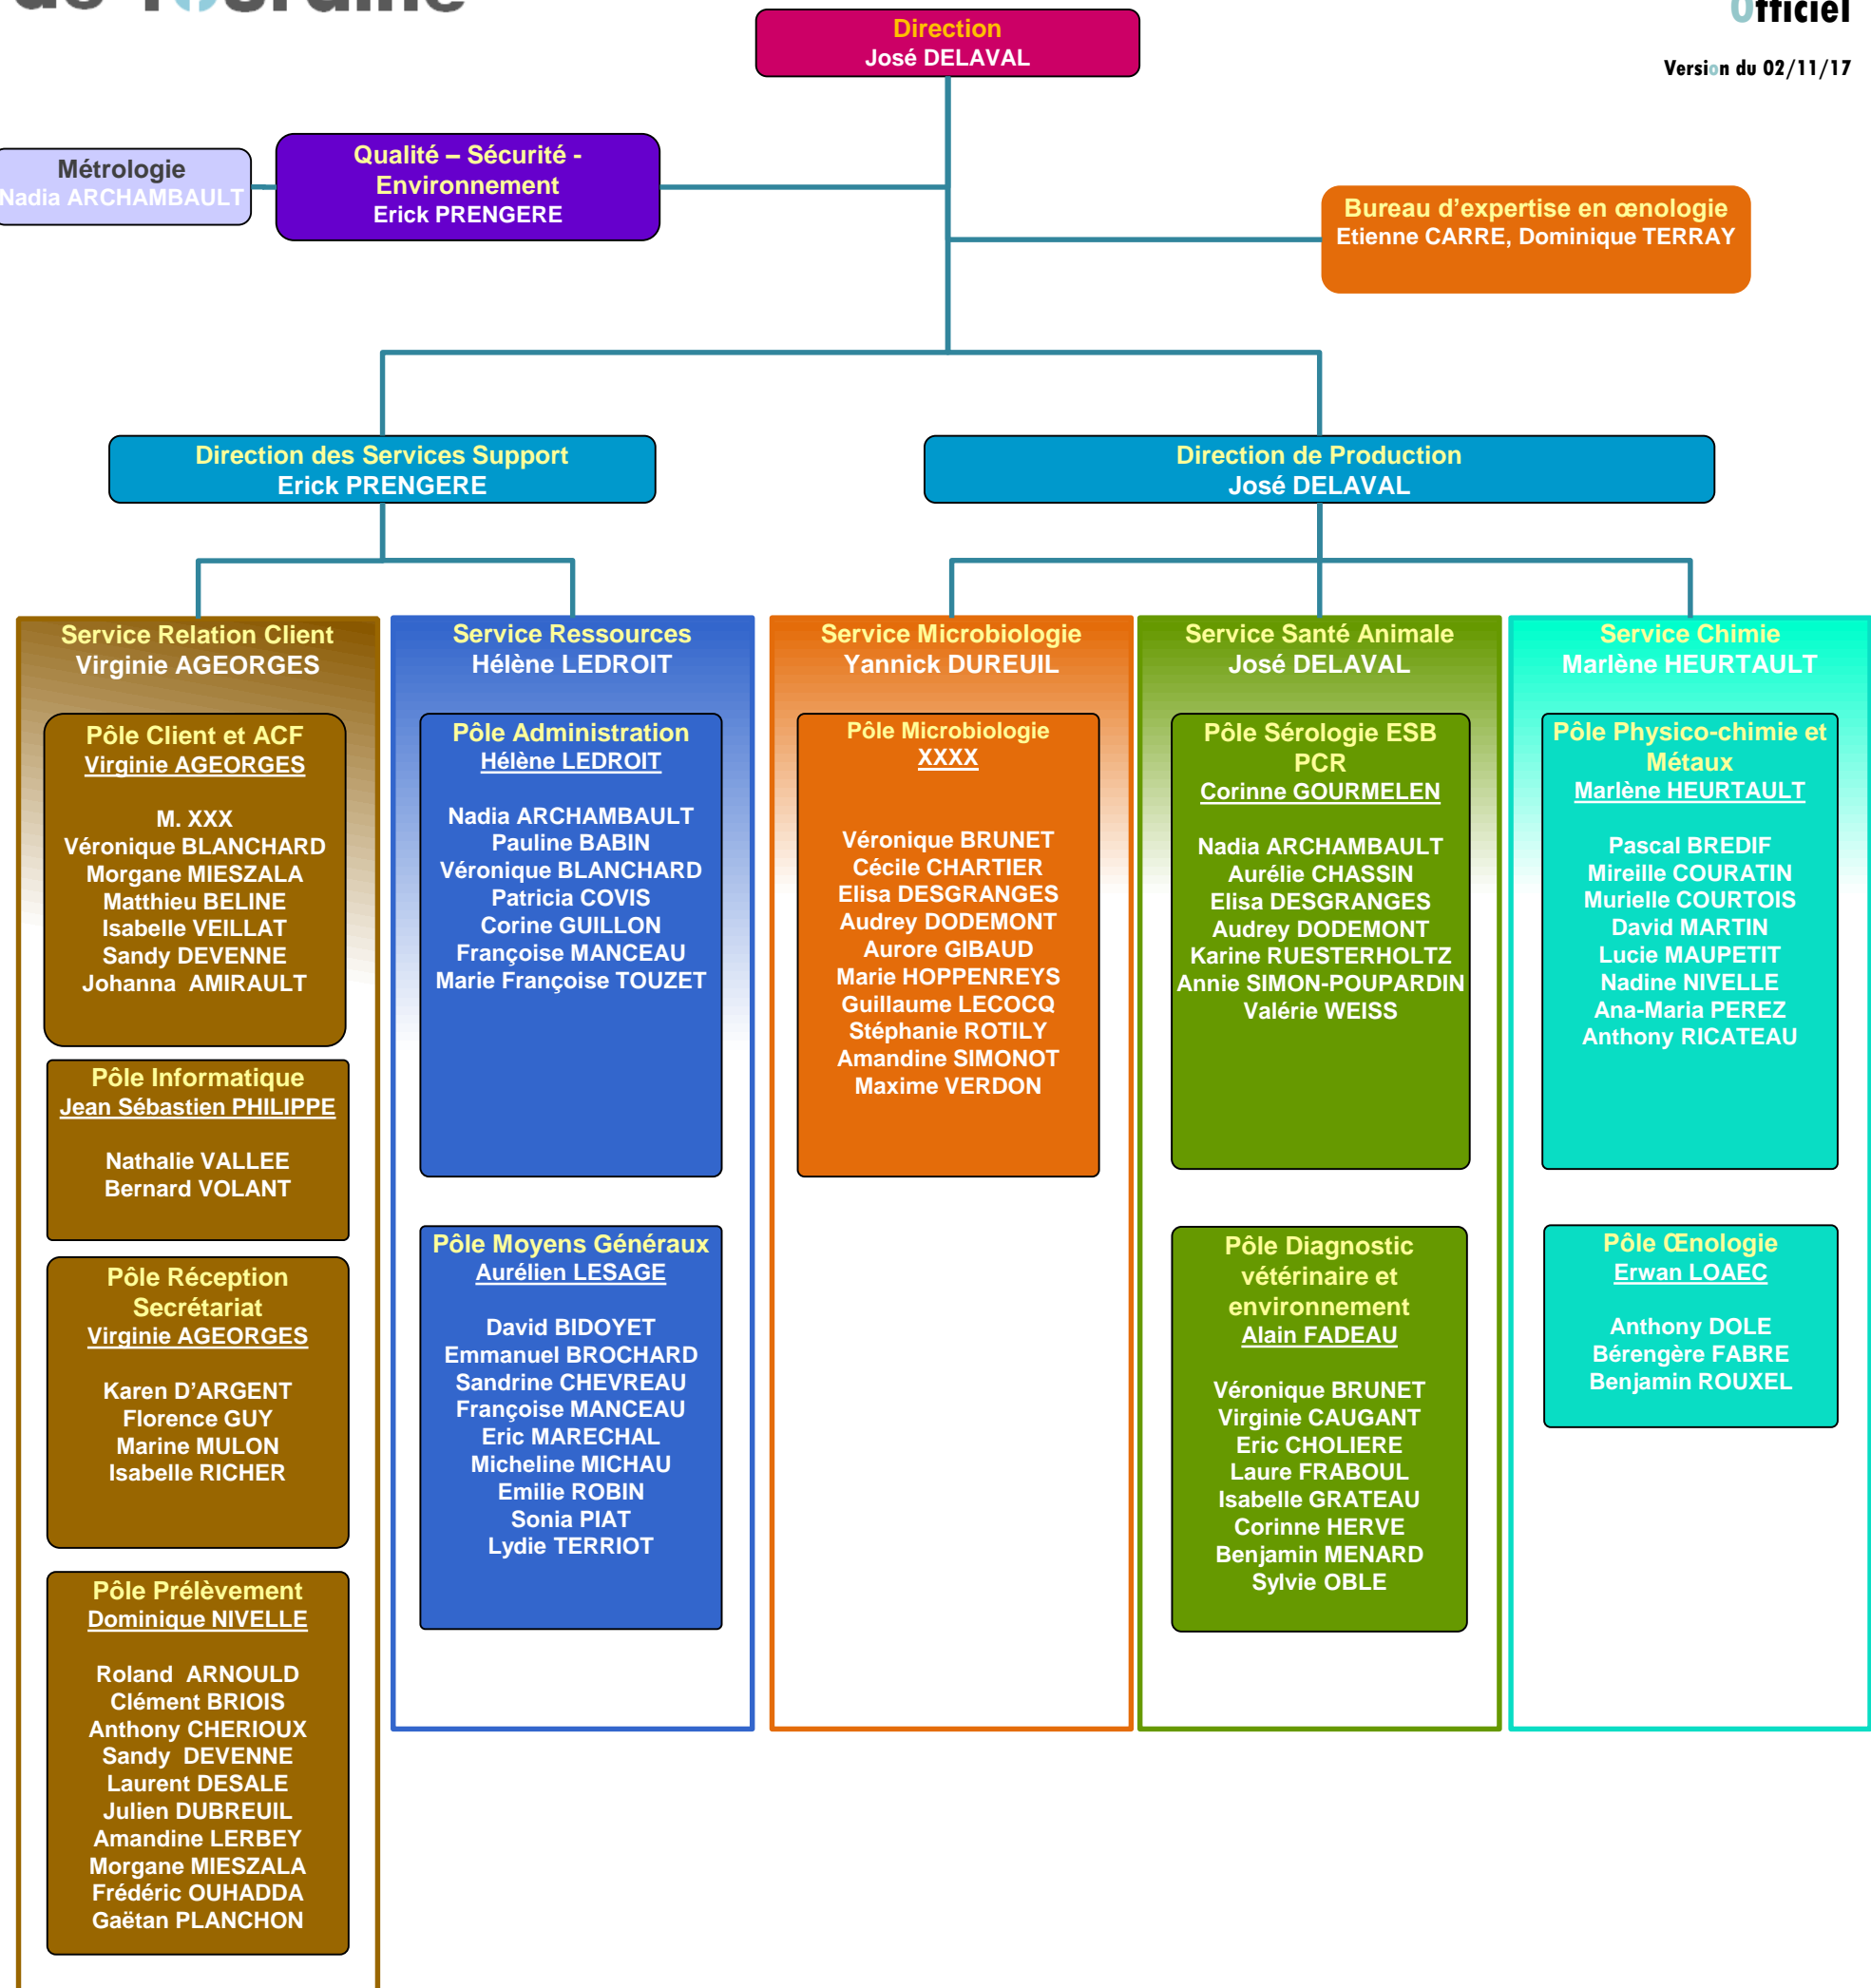 de T
Officiel
Version du 02/11/17
Direction
José DELAVAL
Métrologie
Nadia ARCHAMBAULT
Qualité – Sécurité -
Environnement
Erick PRENGERE
Bureau d'expertise en œnologie
Etienne CARRE, Dominique TERRAY
Direction des Services Support
Erick PRENGERE
Direction de Production
José DELAVAL
Service Relation Client
Virginie AGEORGES
Pôle Client et ACF
Virginie AGEORGES
M. XXX
Véronique BLANCHARD
Morgane MIESZALA
Matthieu BELINE
Isabelle VEILLAT
Sandy DEVENNE
Johanna AMIRAULT
Pôle Informatique
Jean Sébastien PHILIPPE
Nathalie VALLEE
Bernard VOLANT
Pôle Réception
Secrétariat
Virginie AGEORGES
Karen D'ARGENT
Florence GUY
Marine MULON
Isabelle RICHER
Pôle Prélèvement
Dominique NIVELLE
Roland ARNOULD
Clément BRIOIS
Anthony CHERIOUX
Sandy DEVENNE
Laurent DESALE
Julien DUBREUIL
Amandine LERBEY
Morgane MIESZALA
Frédéric OUHADDA
Gaëtan PLANCHON
Service Ressources
Hélène LEDROIT
Pôle Administration
Hélène LEDROIT
Nadia ARCHAMBAULT
Pauline BABIN
Véronique BLANCHARD
Patricia COVIS
Corine GUILLON
Françoise MANCEAU
Marie Françoise TOUZET
Pôle Moyens Généraux
Aurélien LESAGE
David BIDOYET
Emmanuel BROCHARD
Sandrine CHEVREAU
Françoise MANCEAU
Eric MARECHAL
Micheline MICHAU
Emilie ROBIN
Sonia PIAT
Lydie TERRIOT
Service Microbiologie
Yannick DUREUIL
Pôle Microbiologie
XXXX
Véronique BRUNET
Cécile CHARTIER
Elisa DESGRANGES
Audrey DODEMONT
Aurore GIBAUD
Marie HOPPENREYS
Guillaume LECOCQ
Stéphanie ROTILY
Amandine SIMONOT
Maxime VERDON
Service Santé Animale
José DELAVAL
Pôle Sérologie ESB
PCR
Corinne GOURMELEN
Nadia ARCHAMBAULT
Aurélie CHASSIN
Elisa DESGRANGES
Audrey DODEMONT
Karine RUESTERHOLTZ
Annie SIMON-POUPARDIN
Valérie WEISS
Pôle Diagnostic
vétérinaire et
environnement
Alain FADEAU
Véronique BRUNET
Virginie CAUGANT
Eric CHOLIERE
Laure FRABOUL
Isabelle GRATEAU
Corinne HERVE
Benjamin MENARD
Sylvie OBLE
Service Chimie
Marlène HEURTAULT
Pôle Physico-chimie et
Métaux
Marlène HEURTAULT
Pascal BREDIF
Mireille COURATIN
Murielle COURTOIS
David MARTIN
Lucie MAUPETIT
Nadine NIVELLE
Ana-Maria PEREZ
Anthony RICATEAU
Pôle Œnologie
Erwan LOAEC
Anthony DOLE
Bérengère FABRE
Benjamin ROUXEL